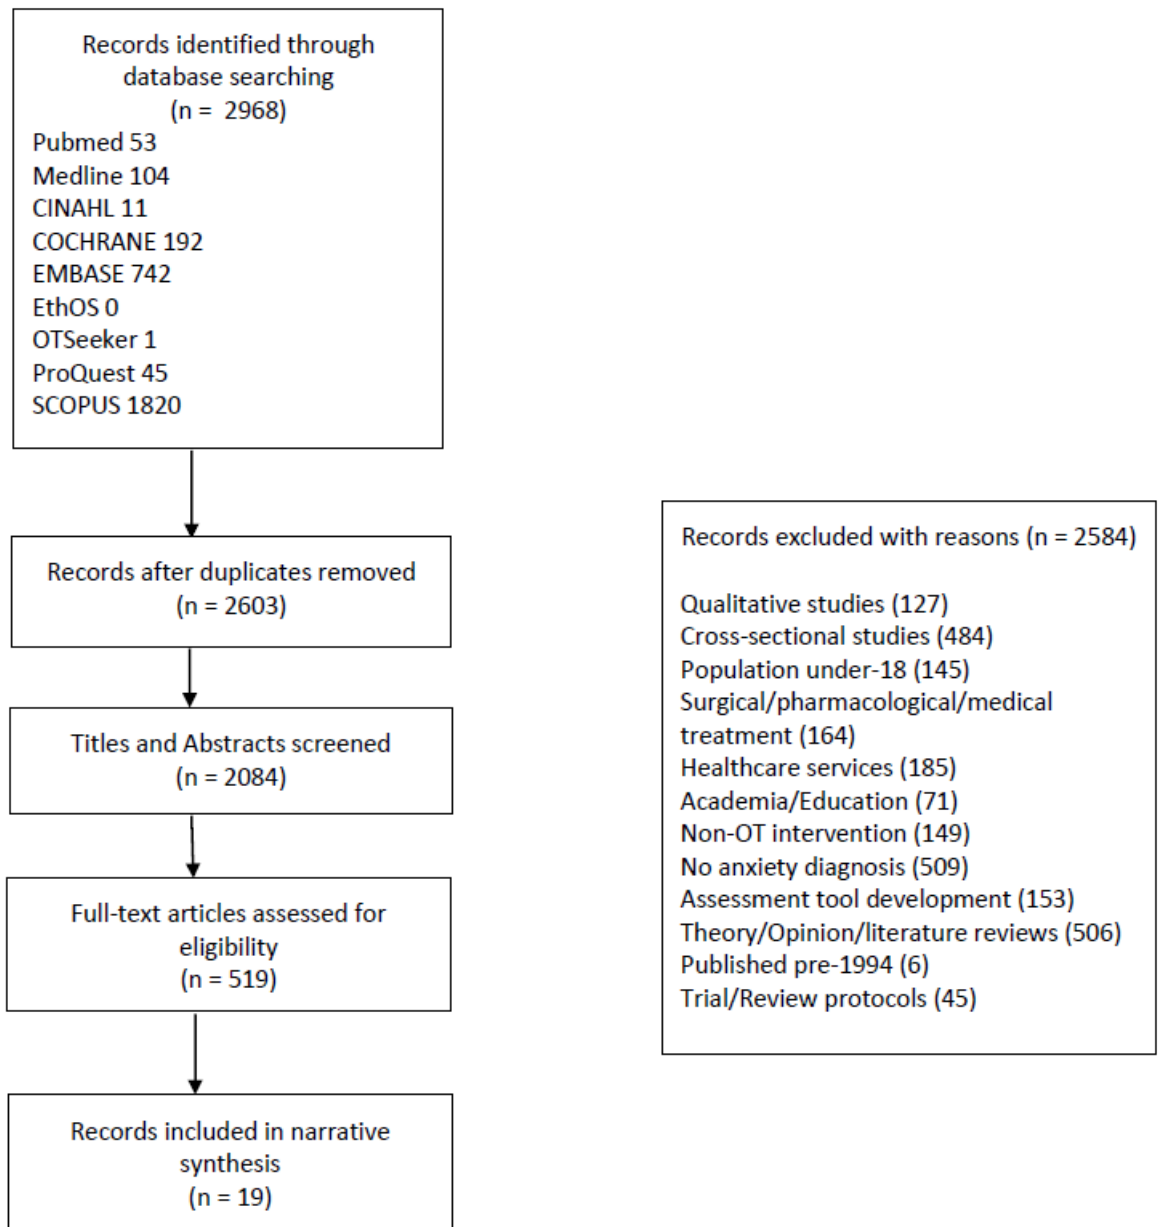 Records identified through
database searching
(n =  2968)
Pubmed 53
Medline 104
CINAHL 11
COCHRANE 192
EMBASE 742
EthOS 0
OTSeeker 1
ProQuest 45
SCOPUS 1820
Records after duplicates removed
(n = 2603)
Titles and Abstracts screened
(n = 2084)
Full-text articles assessed for
eligibility
(n = 519)
Records included in narrative
synthesis
(n = 19)
Records excluded with reasons (n = 2584)
Qualitative studies (127)
Cross-sectional studies (484)
Population under-18 (145)
Surgical/pharmacological/medical
treatment (164)
Healthcare services (185)
Academia/Education (71)
Non-OT intervention (149)
No anxiety diagnosis (509)
Assessment tool development (153)
Theory/Opinion/literature reviews (506)
Published pre-1994 (6)
Trial/Review protocols (45)